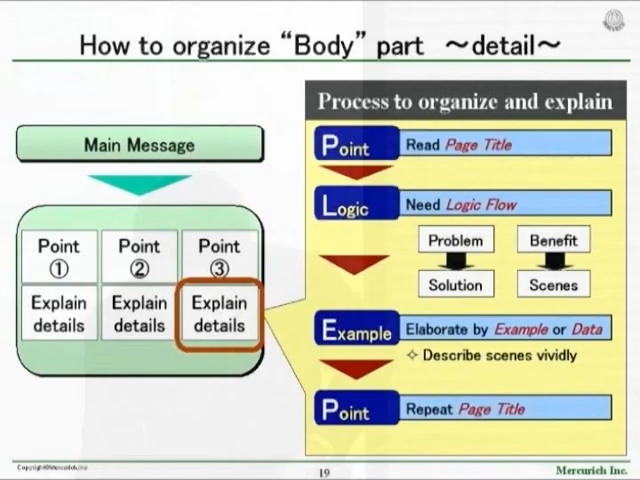 How to organize “Body” part ～detail～
Process to organize and explain
Main Message
Point Read Page Title
Logic Need Logic Flow
Point Point Point
① ② ③
Explain Explain Explain
details details details
Problem Benefit
Solution Scenes
Example Elaborate by Example or Data
✧ Describe scenes vividly
Point Repeat Page Title
Copyright©Mercurich,Inc
19
Mercurich Inc.